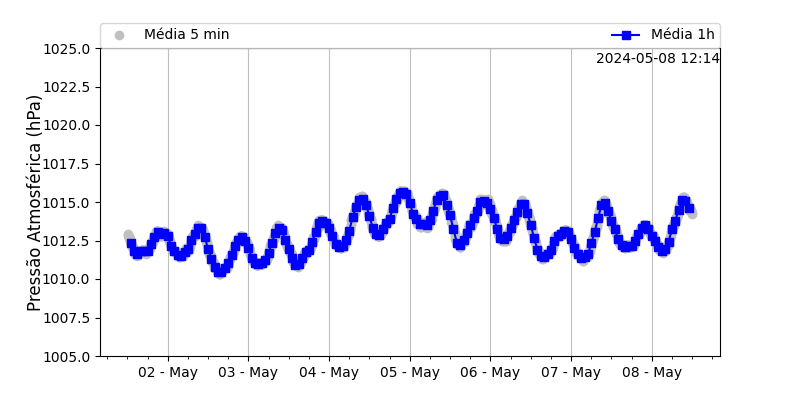 Média 5 min
Média 1h
2024-05-08 12:14
Pressão Atmosférica (hPa)
1025.0
1022.5
1020.0
1017.5
1015.0
1012.5
1010.0
1007.5
1005.0
02 - May
03 - May
04 - May
05 - May
06 - May
07 - May
08 - May